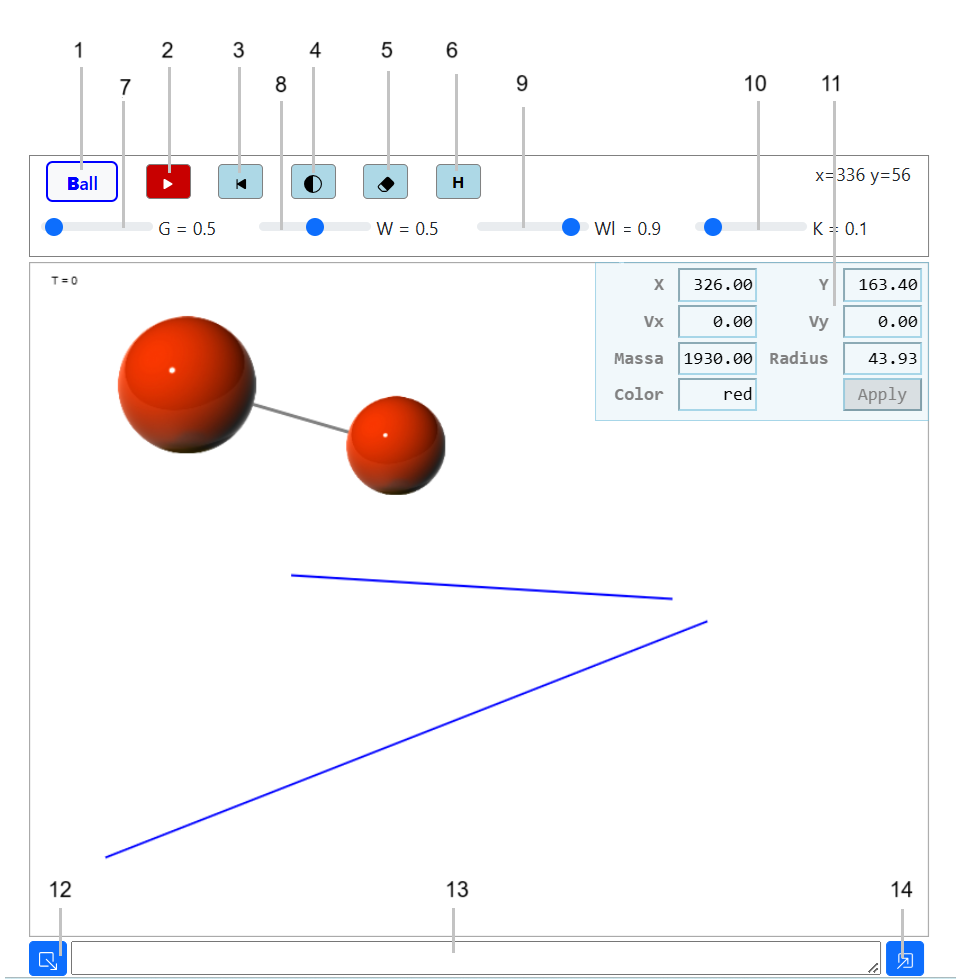 1 2 3 4 5 6
7 8 9 10 11
Ball H x=336 y=56
G = 0.5 W = 0.5 Wl = 0.9 K = 0.1
T = 0
X 326.00 Y 163.40
Vx 0.00 Vy 0.00
Massa 1930.00 Radius 43.93
Color red Apply
12 13 14